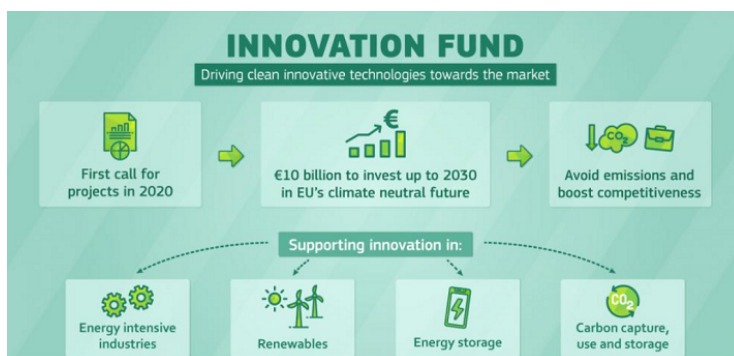 INNOVATION FUND
Driving clean innovative technologies towards the market
First call for
projects in 2020
€
€10 billion to invest up to 2030
in EU's climate neutral future
CO₂
Avoid emissions and
boost competitiveness
Supporting innovation in:
Energy intensive
industries
Renewables
Energy storage
CO₂
Carbon capture,
use and storage